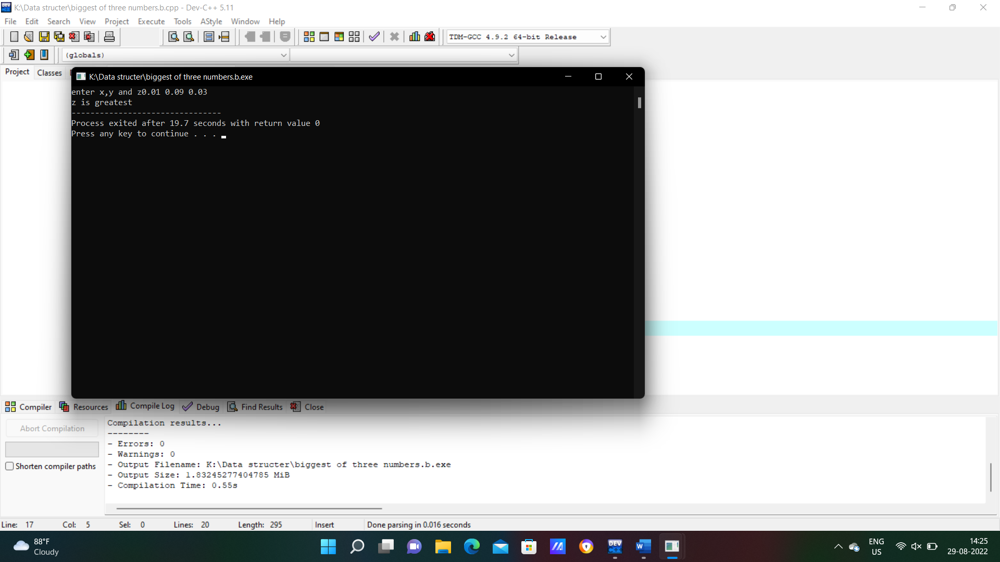 K:\Data structer\biggest of three numbers.b.cpp - Dev-C++ 5.11
File Edit Search View Project Execute Tools AStyle Window Help
TDM-GCC 4.9.2 64-bit Release
(globals)
Project Classes
K:\Data structer\biggest of three numbers.b.exe
enter x,y and z0.01 0.09 0.03
z is greatest
--------------------------------
Process exited after 19.7 seconds with return value 0
Press any key to continue . . .
Compiler Resources Compile Log Debug Find Results Close
Abort Compilation
Shorten compiler paths
Compilation results...
--------
- Errors: 0
- Warnings: 0
- Output Filename: K:\Data structer\biggest of three numbers.b.exe
- Output Size: 1.83245277404785 MiB
- Compilation Time: 0.55s
Line: 17 Col: 5 Sel: 0 Lines: 20 Length: 295 Insert Done parsing in 0.016 seconds
88°F
Cloudy
DEV
C++
W
ENG
US
14:25
29-08-2022